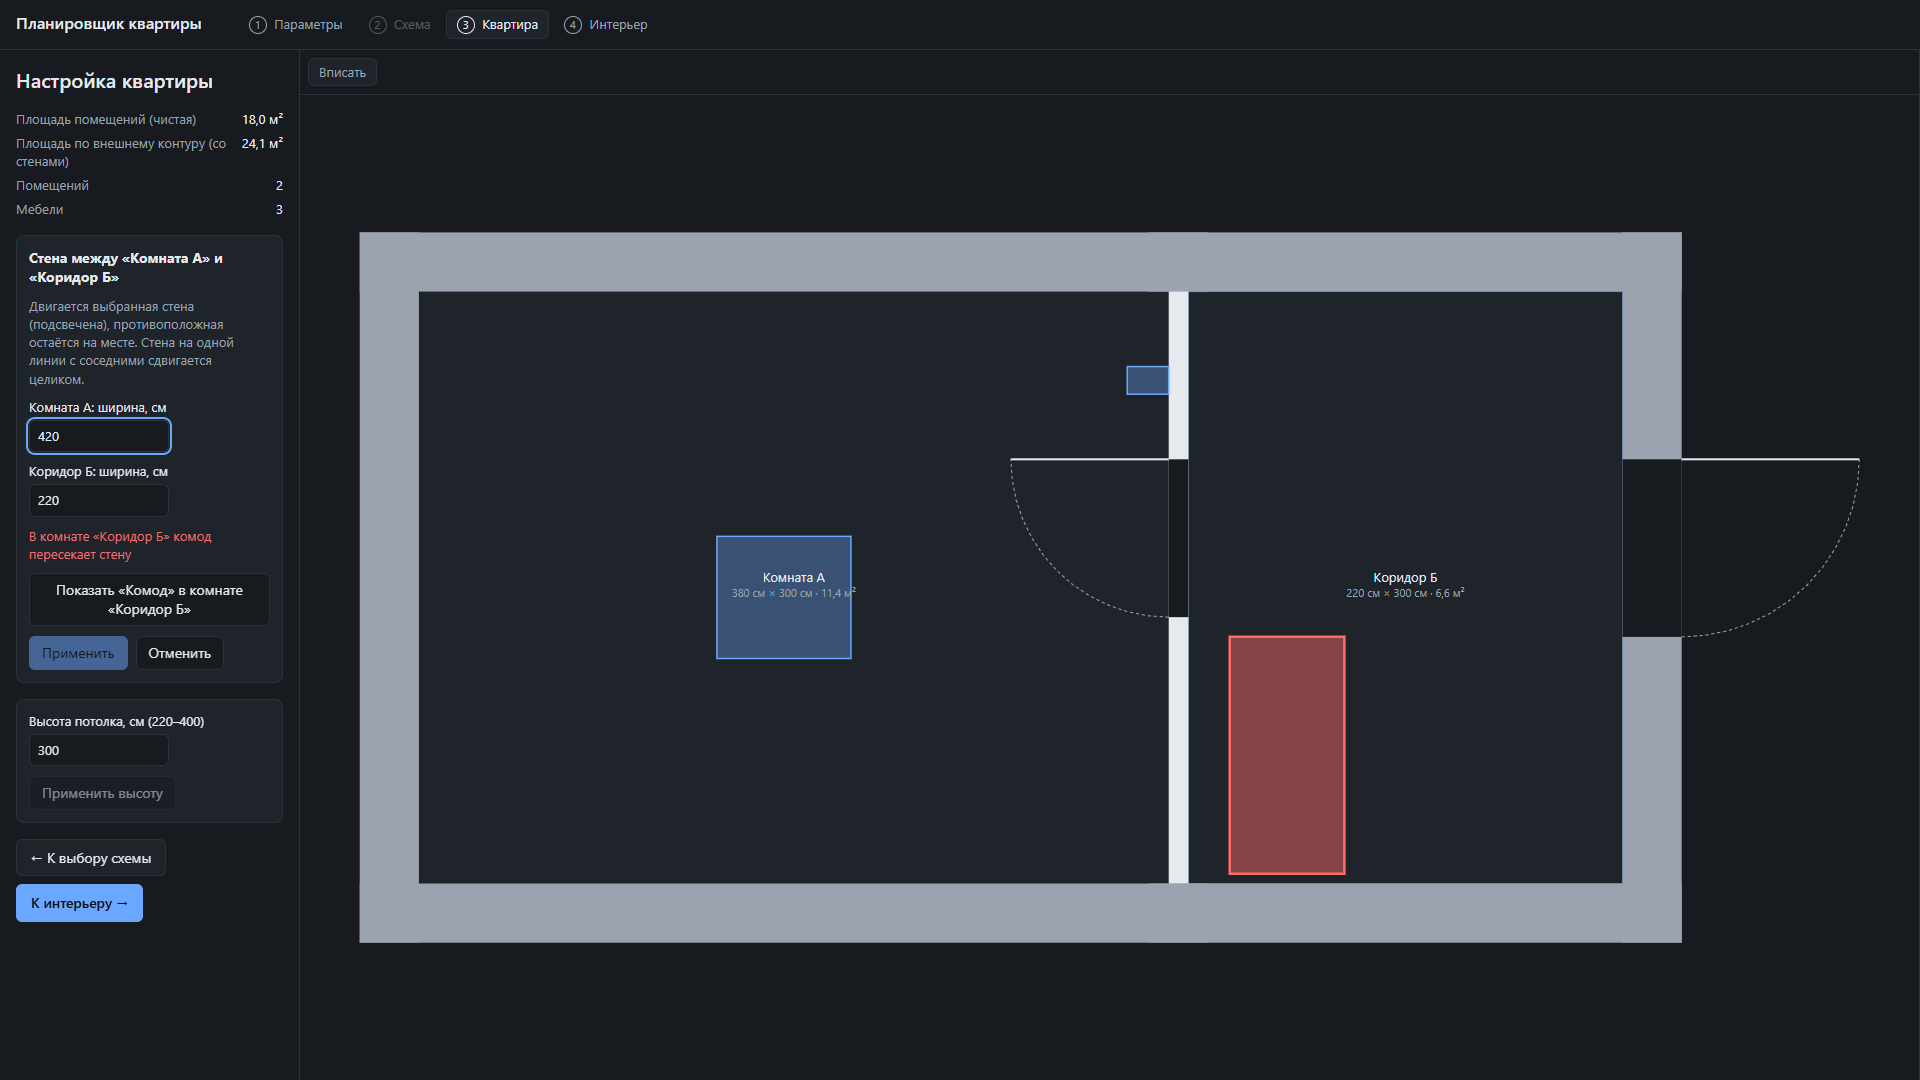 Планировщик квартиры
1 Параметры
2 Схема
3 Квартира
4 Интерьер
Настройка квартиры
Площадь помещений (чистая) 18,0 м²
Площадь по внешнему контуру (со стенами) 24,1 м²
Помещений 2
Мебели 3
Стена между «Комната А» и
«Коридор Б»
Двигается выбранная стена
(подсвечена), противоположная
остаётся на месте. Стена на одной
линии с соседними сдвигается
целиком.
Комната А: ширина, см
420
Коридор Б: ширина, см
220
В комнате «Коридор Б» комод
пересекает стену
Показать «Комод» в комнате
«Коридор Б»
Применить
Отменить
Высота потолка, см (220–400)
300
Применить высоту
← К выбору схемы
К интерьеру →
Вписать
Комната А
380 см × 300 см · 11,4 м²
Коридор Б
220 см × 300 см · 6,6 м²